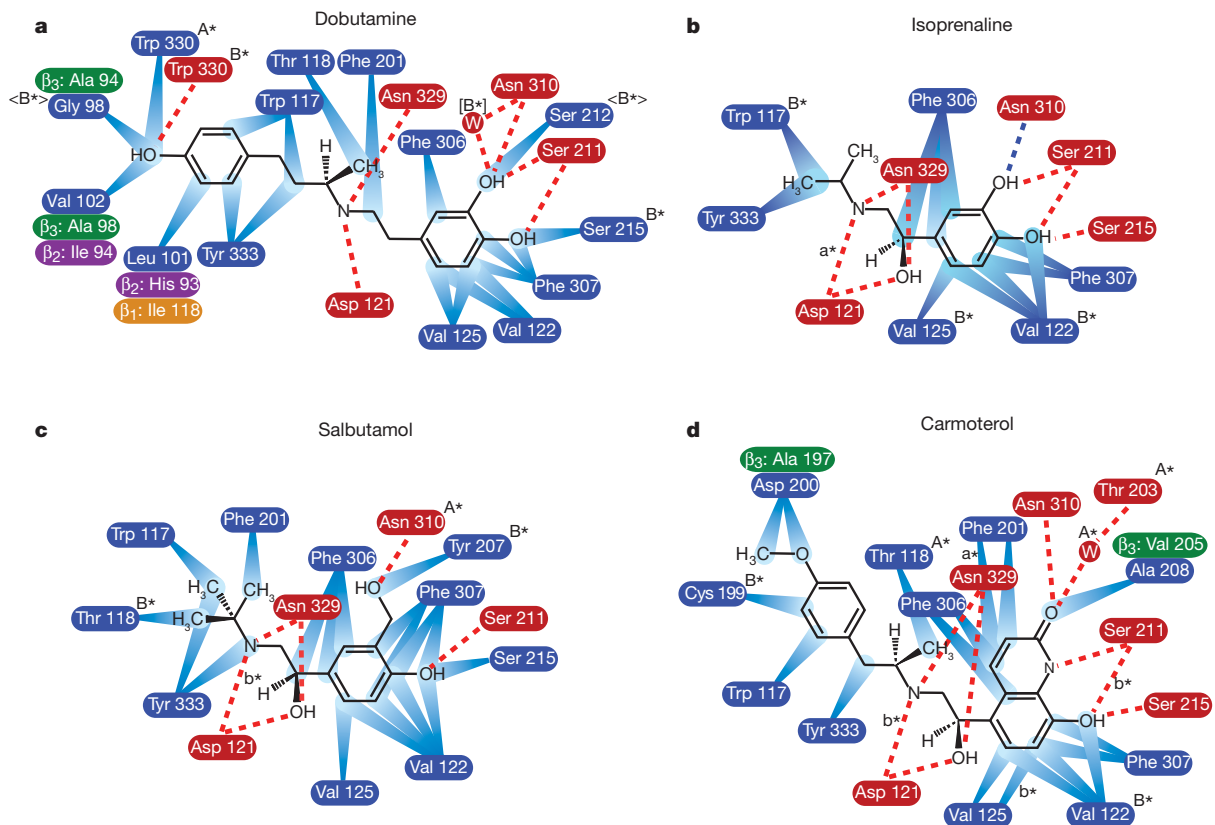 a
Dobutamine
Trp 330 A*
Trp 330 B*
β3: Ala 94
<B*> Gly 98
Thr 118
Phe 201
Trp 117
Asn 329
[B*]
W
Asn 310
Ser 212 <B*>
Ser 211
Phe 306
HO
H
CH3
N
OH
OH
Ser 215 B*
Val 102
β3: Ala 98
β2: Ile 94
Leu 101
β2: His 93
β1: Ile 118
Tyr 333
Asp 121
Phe 307
Val 125
Val 122
b
Isoprenaline
Trp 117 B*
Phe 306
Asn 310
Ser 211
CH3
H3C
Asn 329
OH
Tyr 333
N
OH
Ser 215
a*
H
OH
Asp 121
Phe 307
Val 125 B*
Val 122 B*
c
Salbutamol
Trp 117
Phe 201
Asn 310 A*
Tyr 207 B*
Phe 306
H3C
CH3
HO
Phe 307
Thr 118 B*
H3C
Asn 329
Ser 211
N
OH
Ser 215
Tyr 333
b*
H
OH
Asp 121
Val 125
Val 122
d
Carmoterol
β3: Ala 197
Asp 200
Asn 310
Thr 203 A*
Phe 201
A*
W
β3: Val 205
Ala 208
H3C
O
Thr 118 A*
a*
Asn 329
Cys 199 B*
Phe 306
O
Ser 211
H
CH3
N
b*
Trp 117
Tyr 333
N
OH
Ser 215
b*
H
OH
Asp 121
Phe 307
b*
Val 125
Val 122 B*